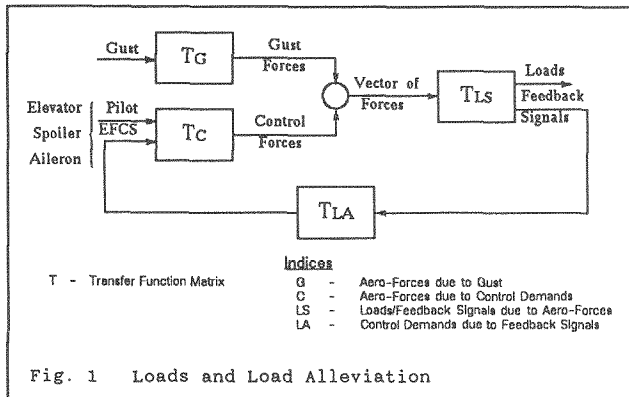 Gust
TG
Gust
Forces
Elevator
Spoiler
Aileron
Pilot
EFCS
TC
Control
Forces
Vector of
Forces
TLS
Loads
Feedback
Signals
TLA
T - Transfer Function Matrix
Indices
G - Aero-Forces due to Gust
C - Aero-Forces due to Control Demands
LS - Loads/Feedback Signals due to Aero-Forces
LA - Control Demands due to Feedback Signals
Fig. 1 Loads and Load Alleviation